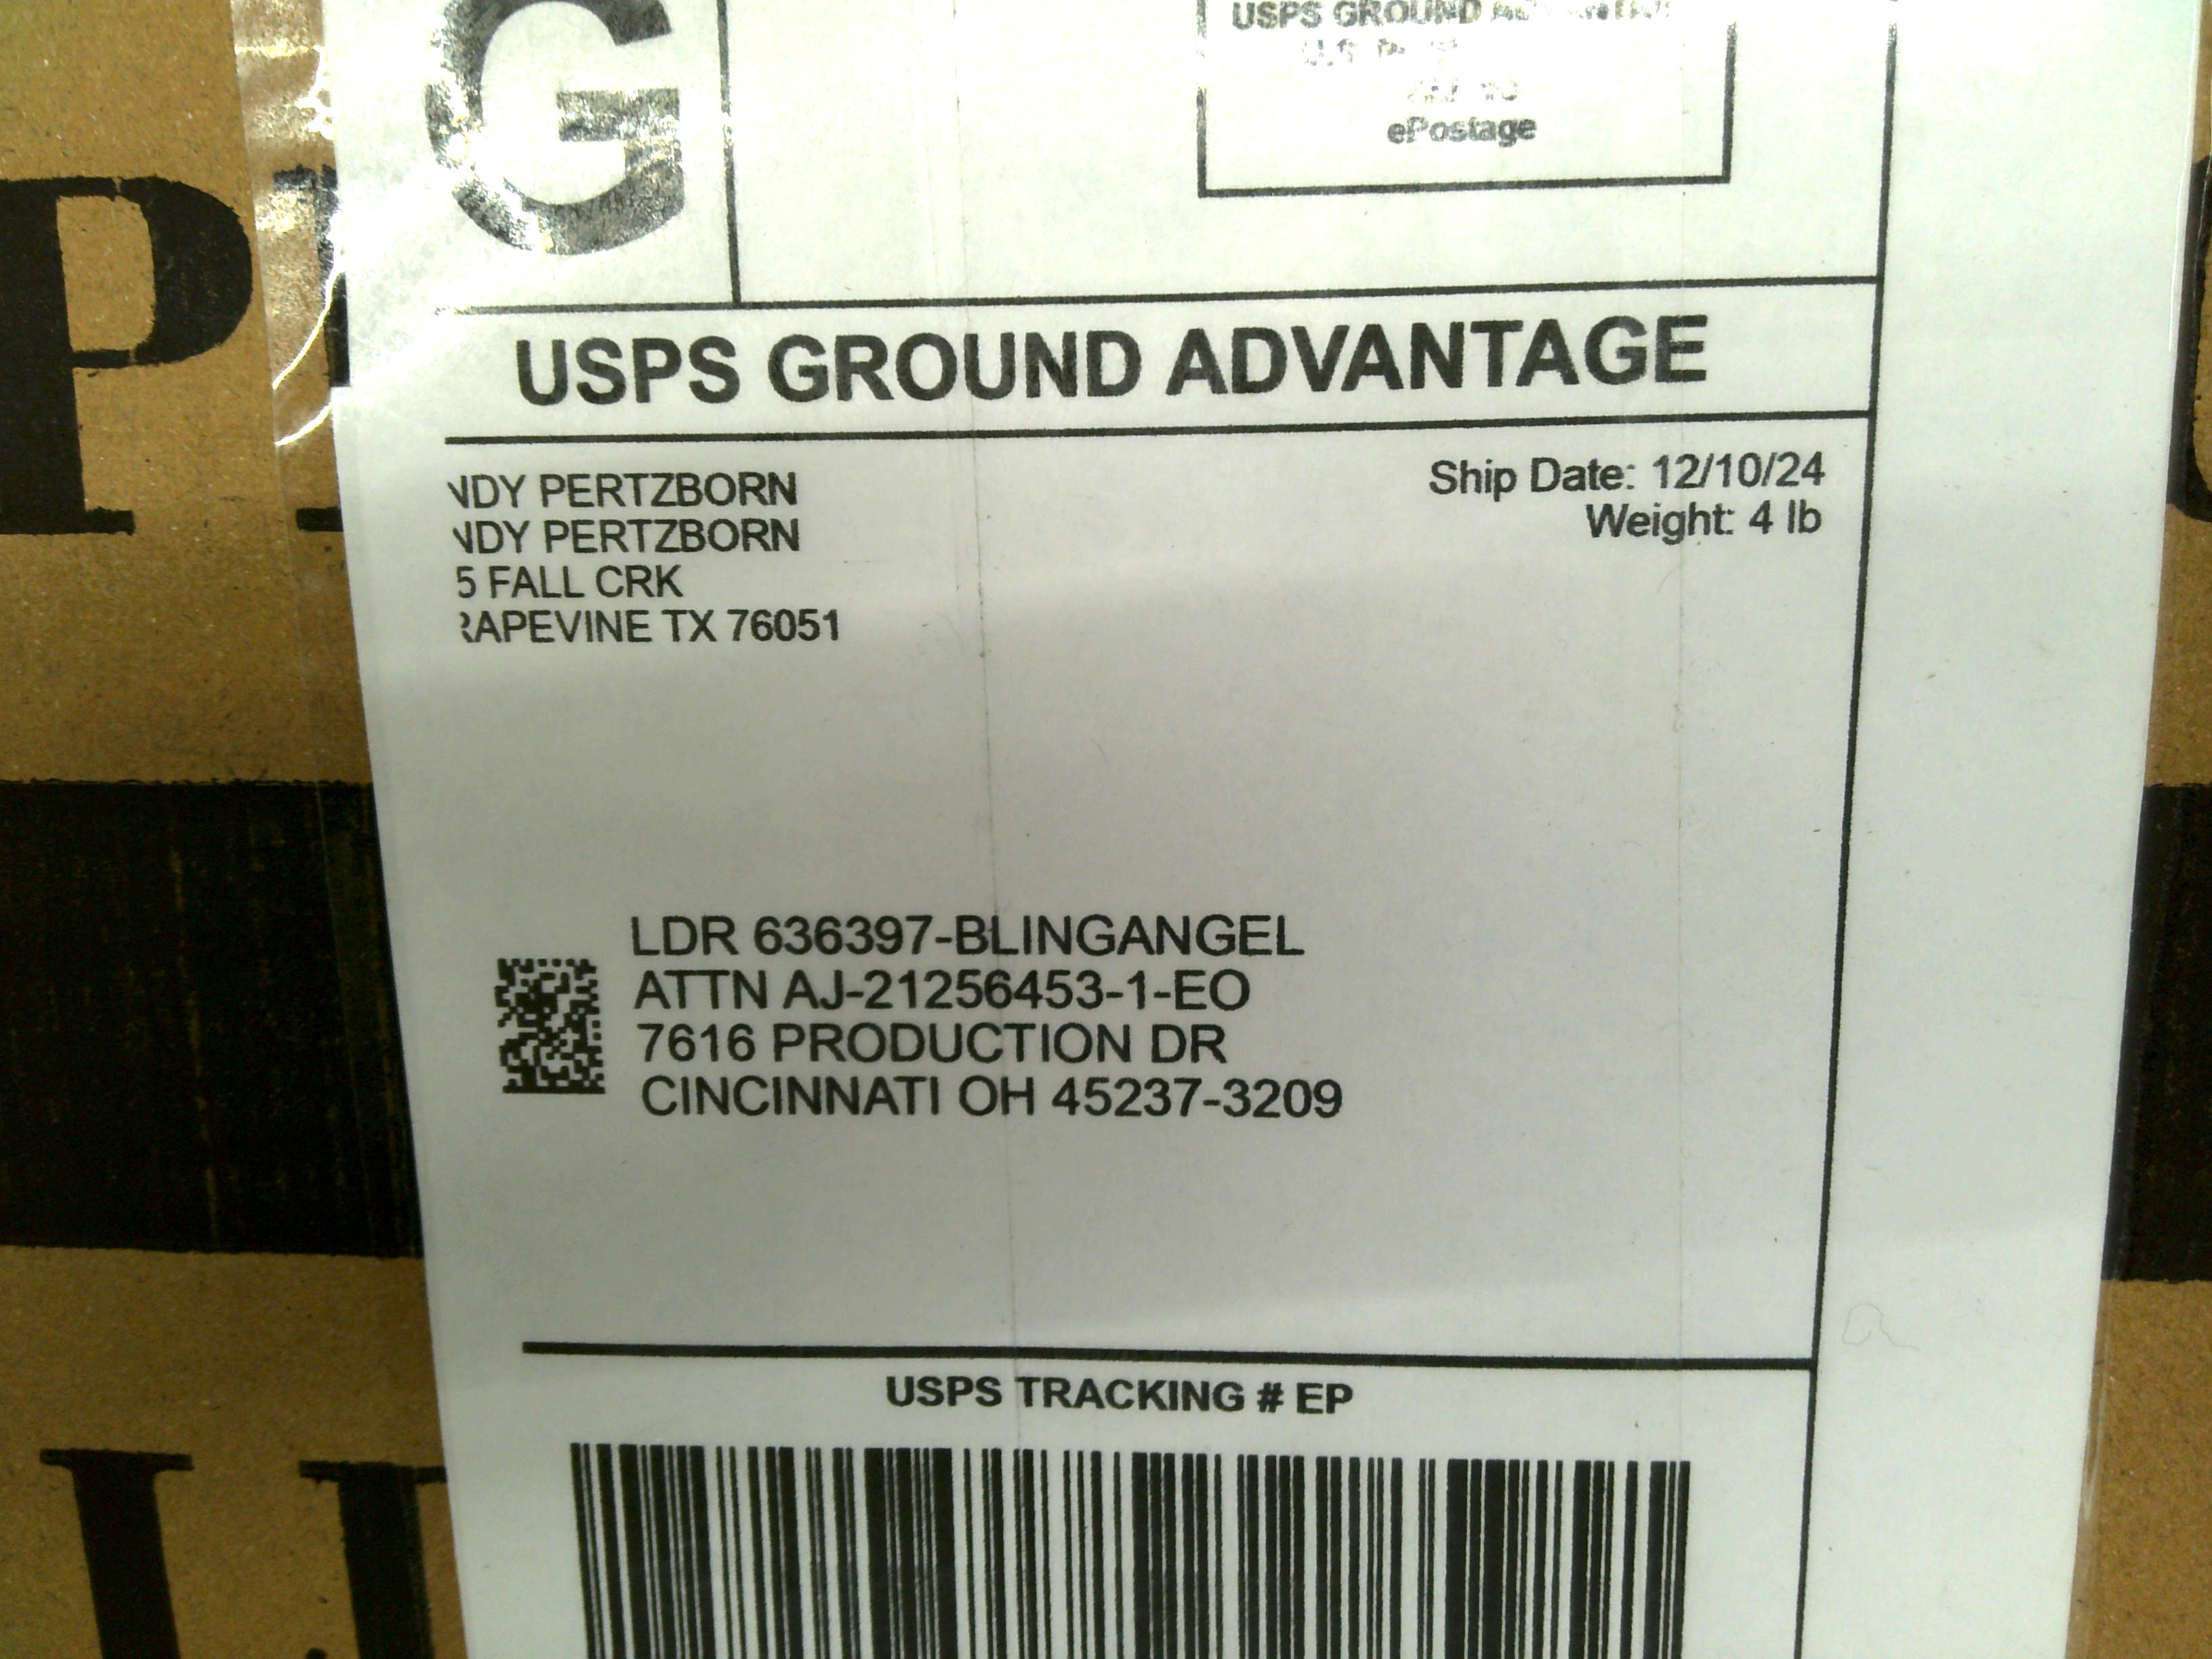 G
USPS GROUND ADVANTAGE
ePostage
USPS GROUND ADVANTAGE
NDY PERTZBORN
NDY PERTZBORN
5 FALL CRK
RAPEVINE TX 76051
Ship Date: 12/10/24
Weight: 4 lb
LDR 636397-BLINGANGEL
ATTN AJ-21256453-1-EO
7616 PRODUCTION DR
CINCINNATI OH 45237-3209
USPS TRACKING # EP